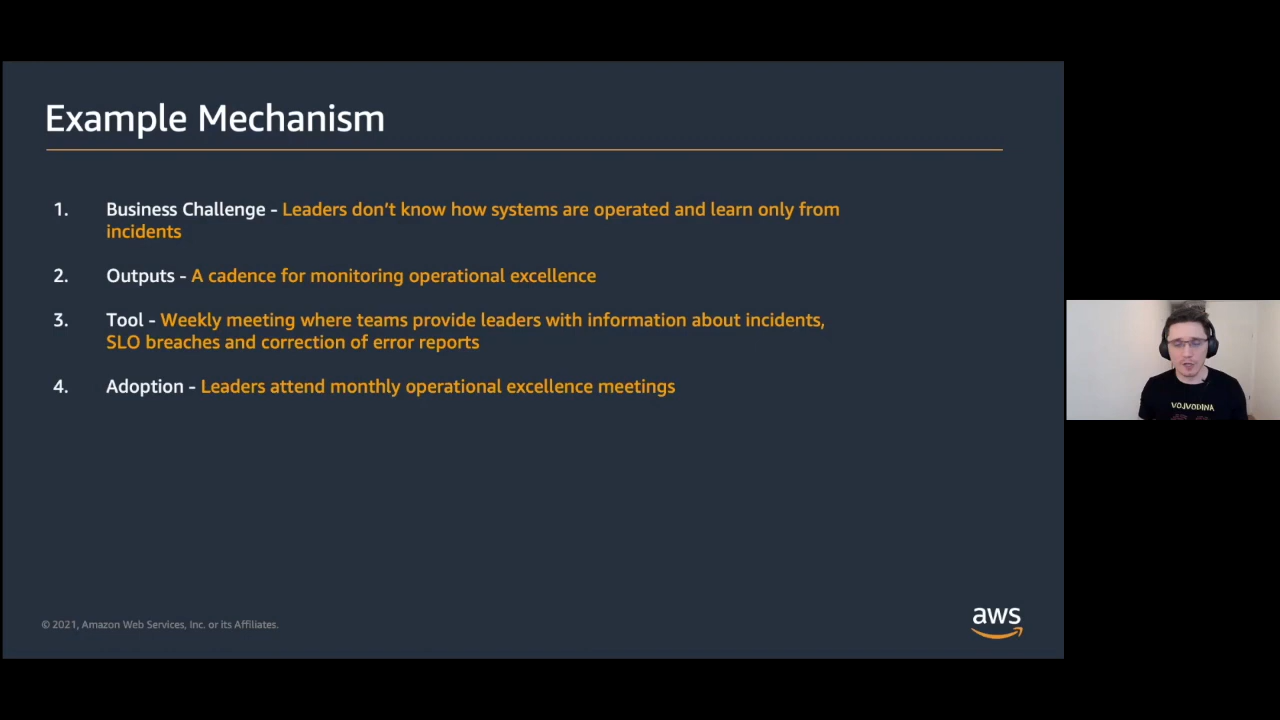 Example Mechanism
1. Business Challenge - Leaders don’t know how systems are operated and learn only from
incidents
2. Outputs - A cadence for monitoring operational excellence
3. Tool - Weekly meeting where teams provide leaders with information about incidents,
SLO breaches and correction of error reports
4. Adoption - Leaders attend monthly operational excellence meetings
VOJVODINA
© 2021, Amazon Web Services, Inc. or its Affiliates.
aws